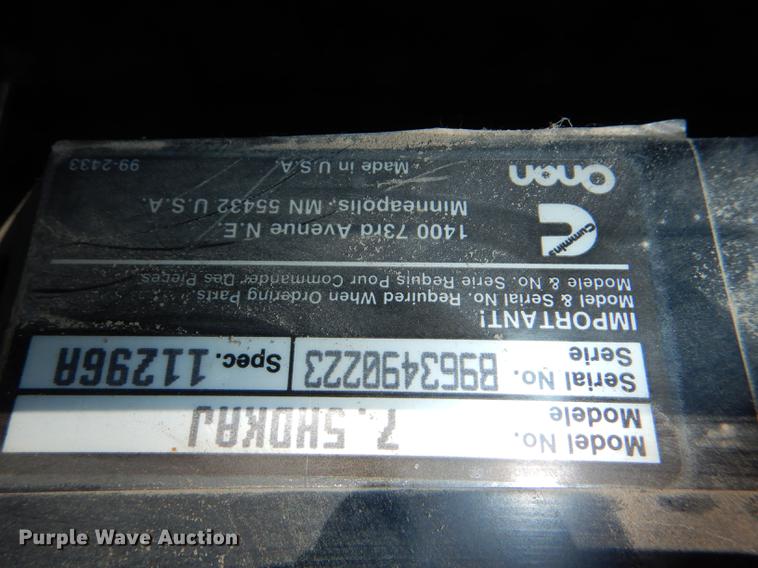 Model No. 7.5HDKAJ
Modele
Serial No. B963490223 Spec. 11296A
Serie
IMPORTANT!
Model & Serial No. Required When Ordering Parts.
Modele & No. Serie Requis Pour Commander Des Pieces.
Cummins
1400 73rd Avenue N.E.
Minneapolis, MN 55432 U.S.A.
Onan
Made in U.S.A.
99-2433
Purple Wave Auction